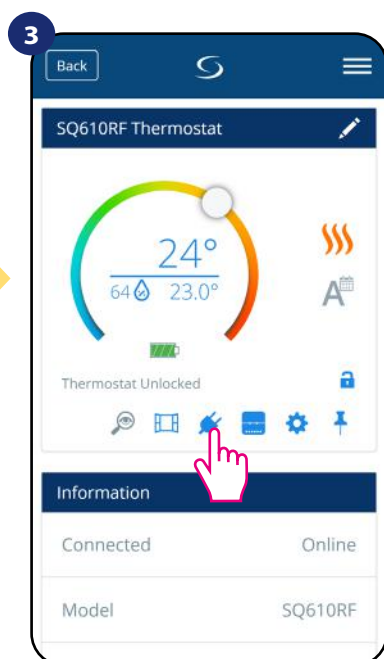 3
Back
SQ610RF Thermostat
24°
64 % 23.0°
A
Thermostat Unlocked
Information
Connected Online
Model SQ610RF